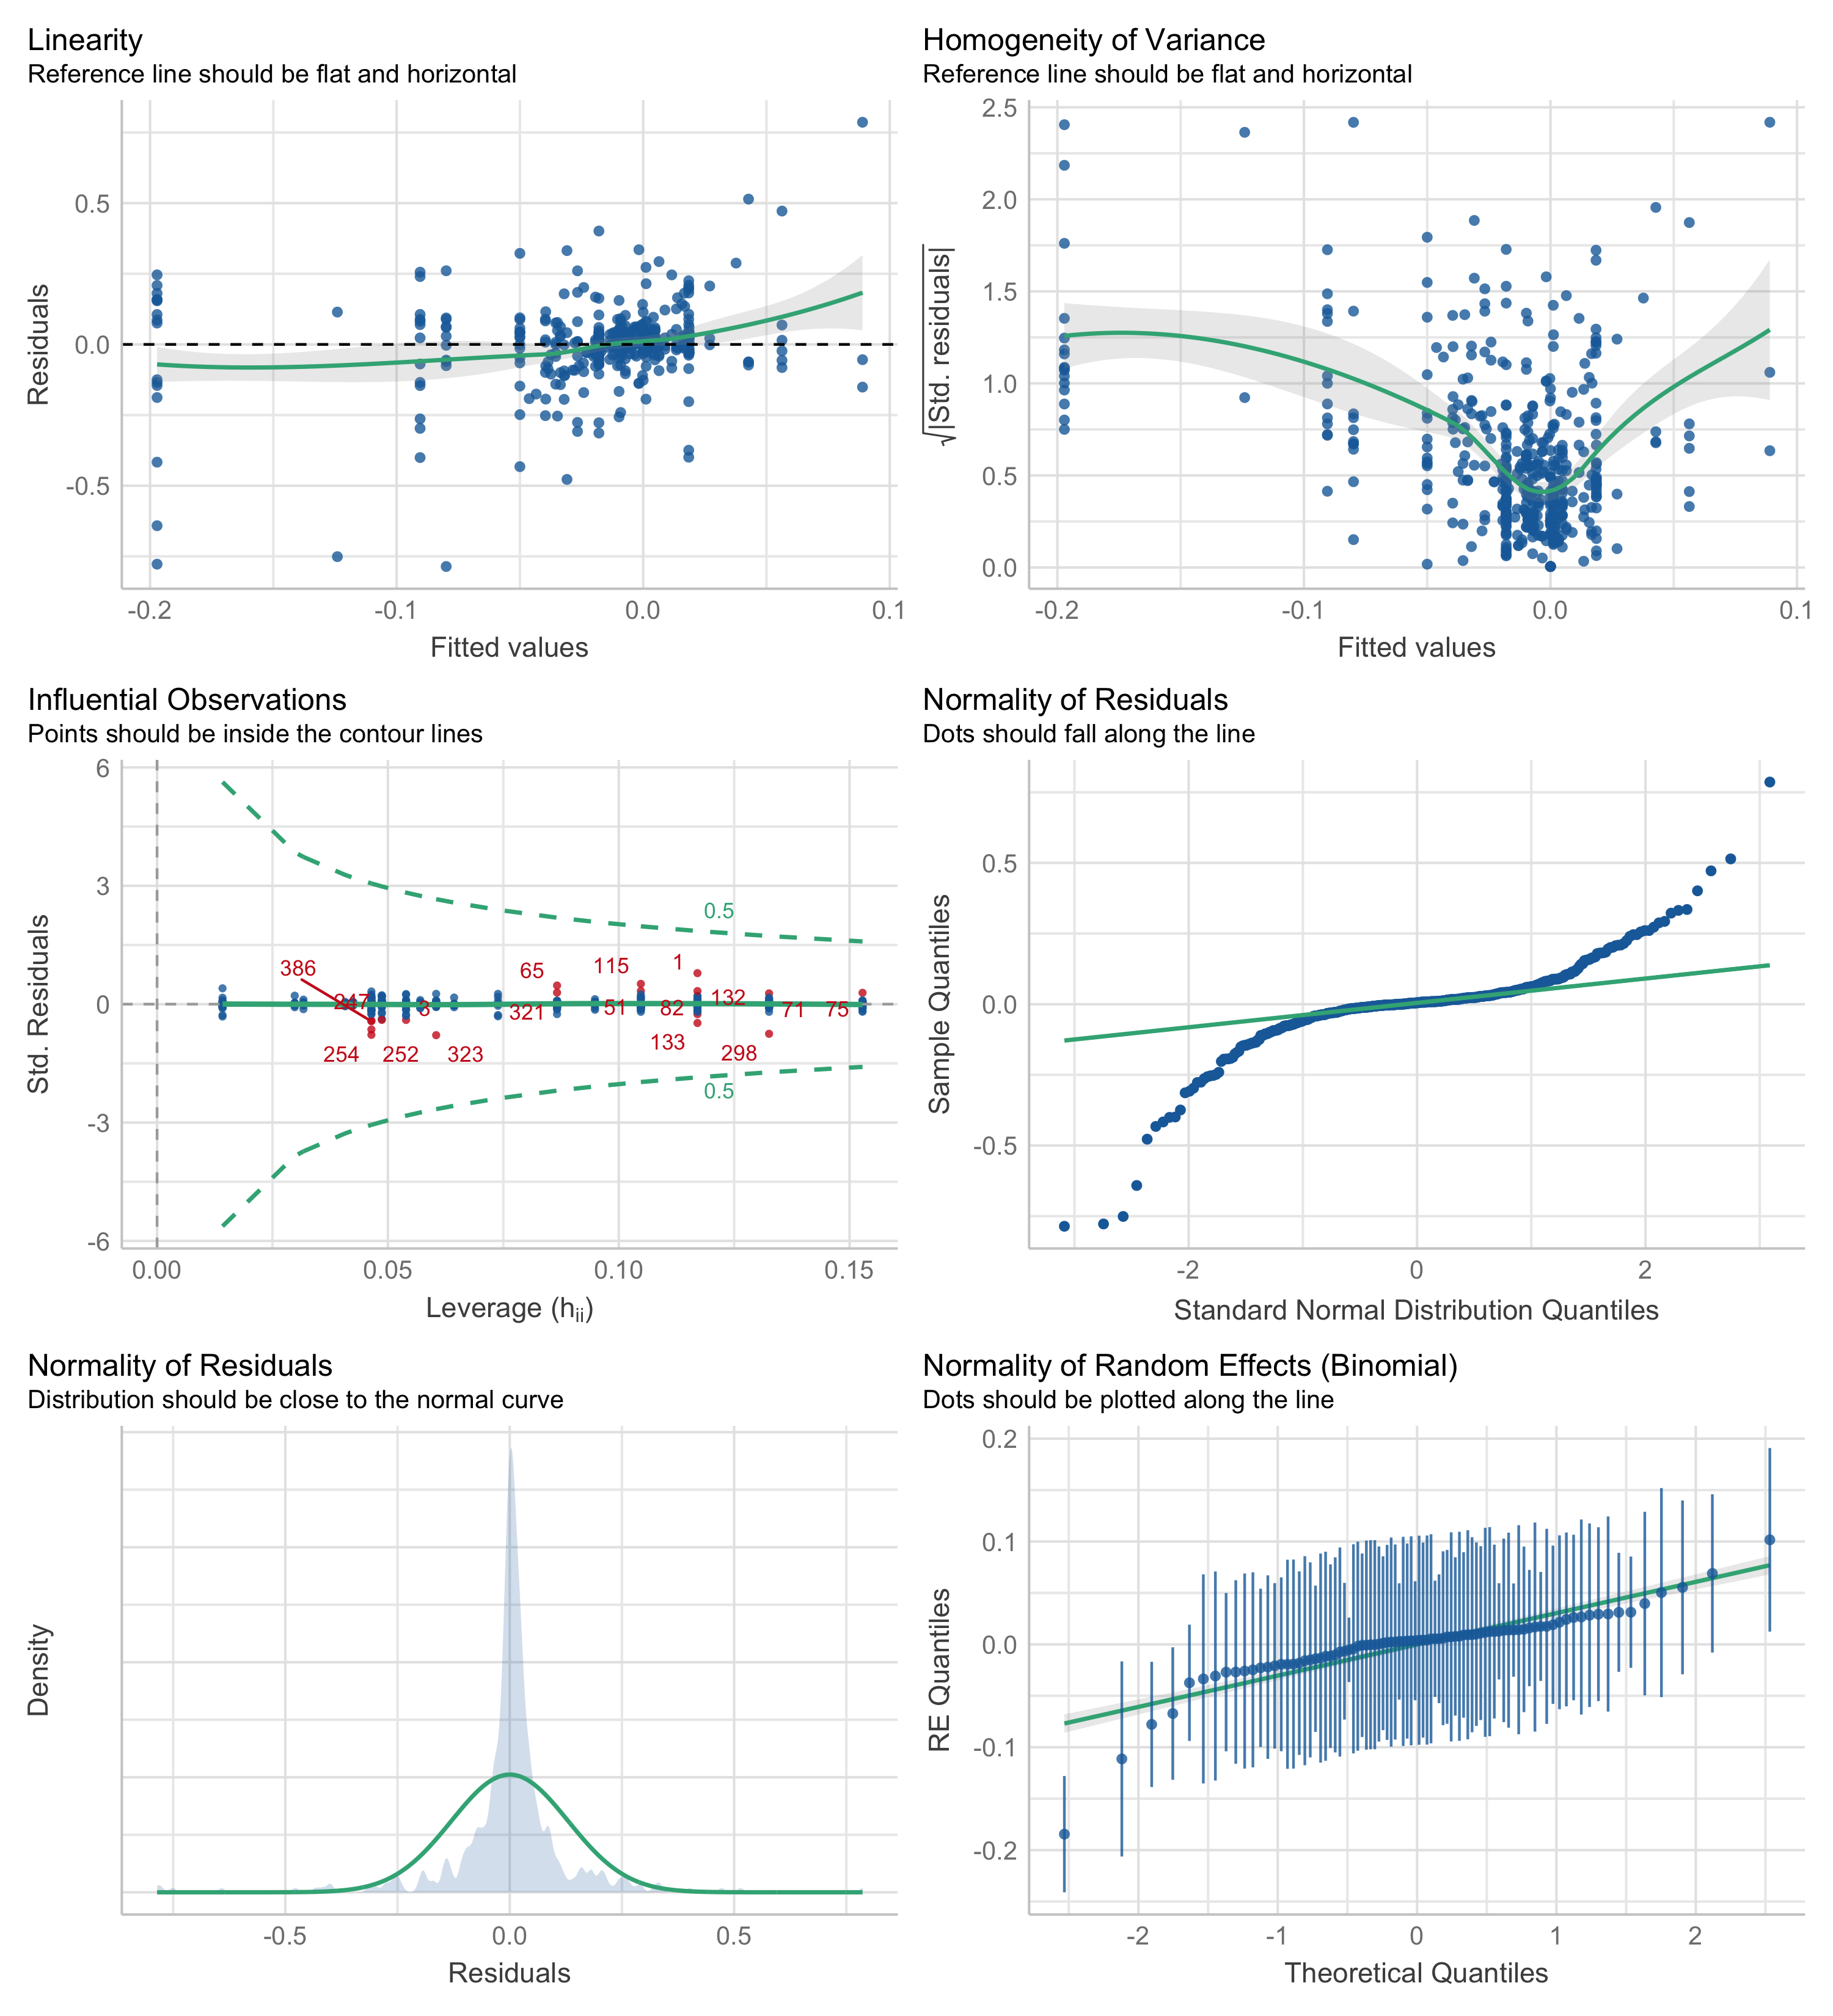 Linearity
Reference line should be flat and horizontal
0.5
0.0
-0.5
Residuals
-0.2
-0.1
0.0
0.1
Fitted values
Homogeneity of Variance
Reference line should be flat and horizontal
2.5
2.0
1.5
1.0
0.5
0.0
√|Std. residuals|
-0.2
-0.1
0.0
0.1
Fitted values
Influential Observations
Points should be inside the contour lines
6
3
0
-3
-6
Std. Residuals
0.5
386
65
115
1
247
3
321
51
82
132
71
75
254
252
323
133
298
0.5
0.00
0.05
0.10
0.15
Leverage (hii)
Normality of Residuals
Dots should fall along the line
0.5
0.0
-0.5
Sample Quantiles
-2
0
2
Standard Normal Distribution Quantiles
Normality of Residuals
Distribution should be close to the normal curve
Density
-0.5
0.0
0.5
Residuals
Normality of Random Effects (Binomial)
Dots should be plotted along the line
0.2
0.1
0.0
-0.1
-0.2
RE Quantiles
-2
-1
0
1
2
Theoretical Quantiles